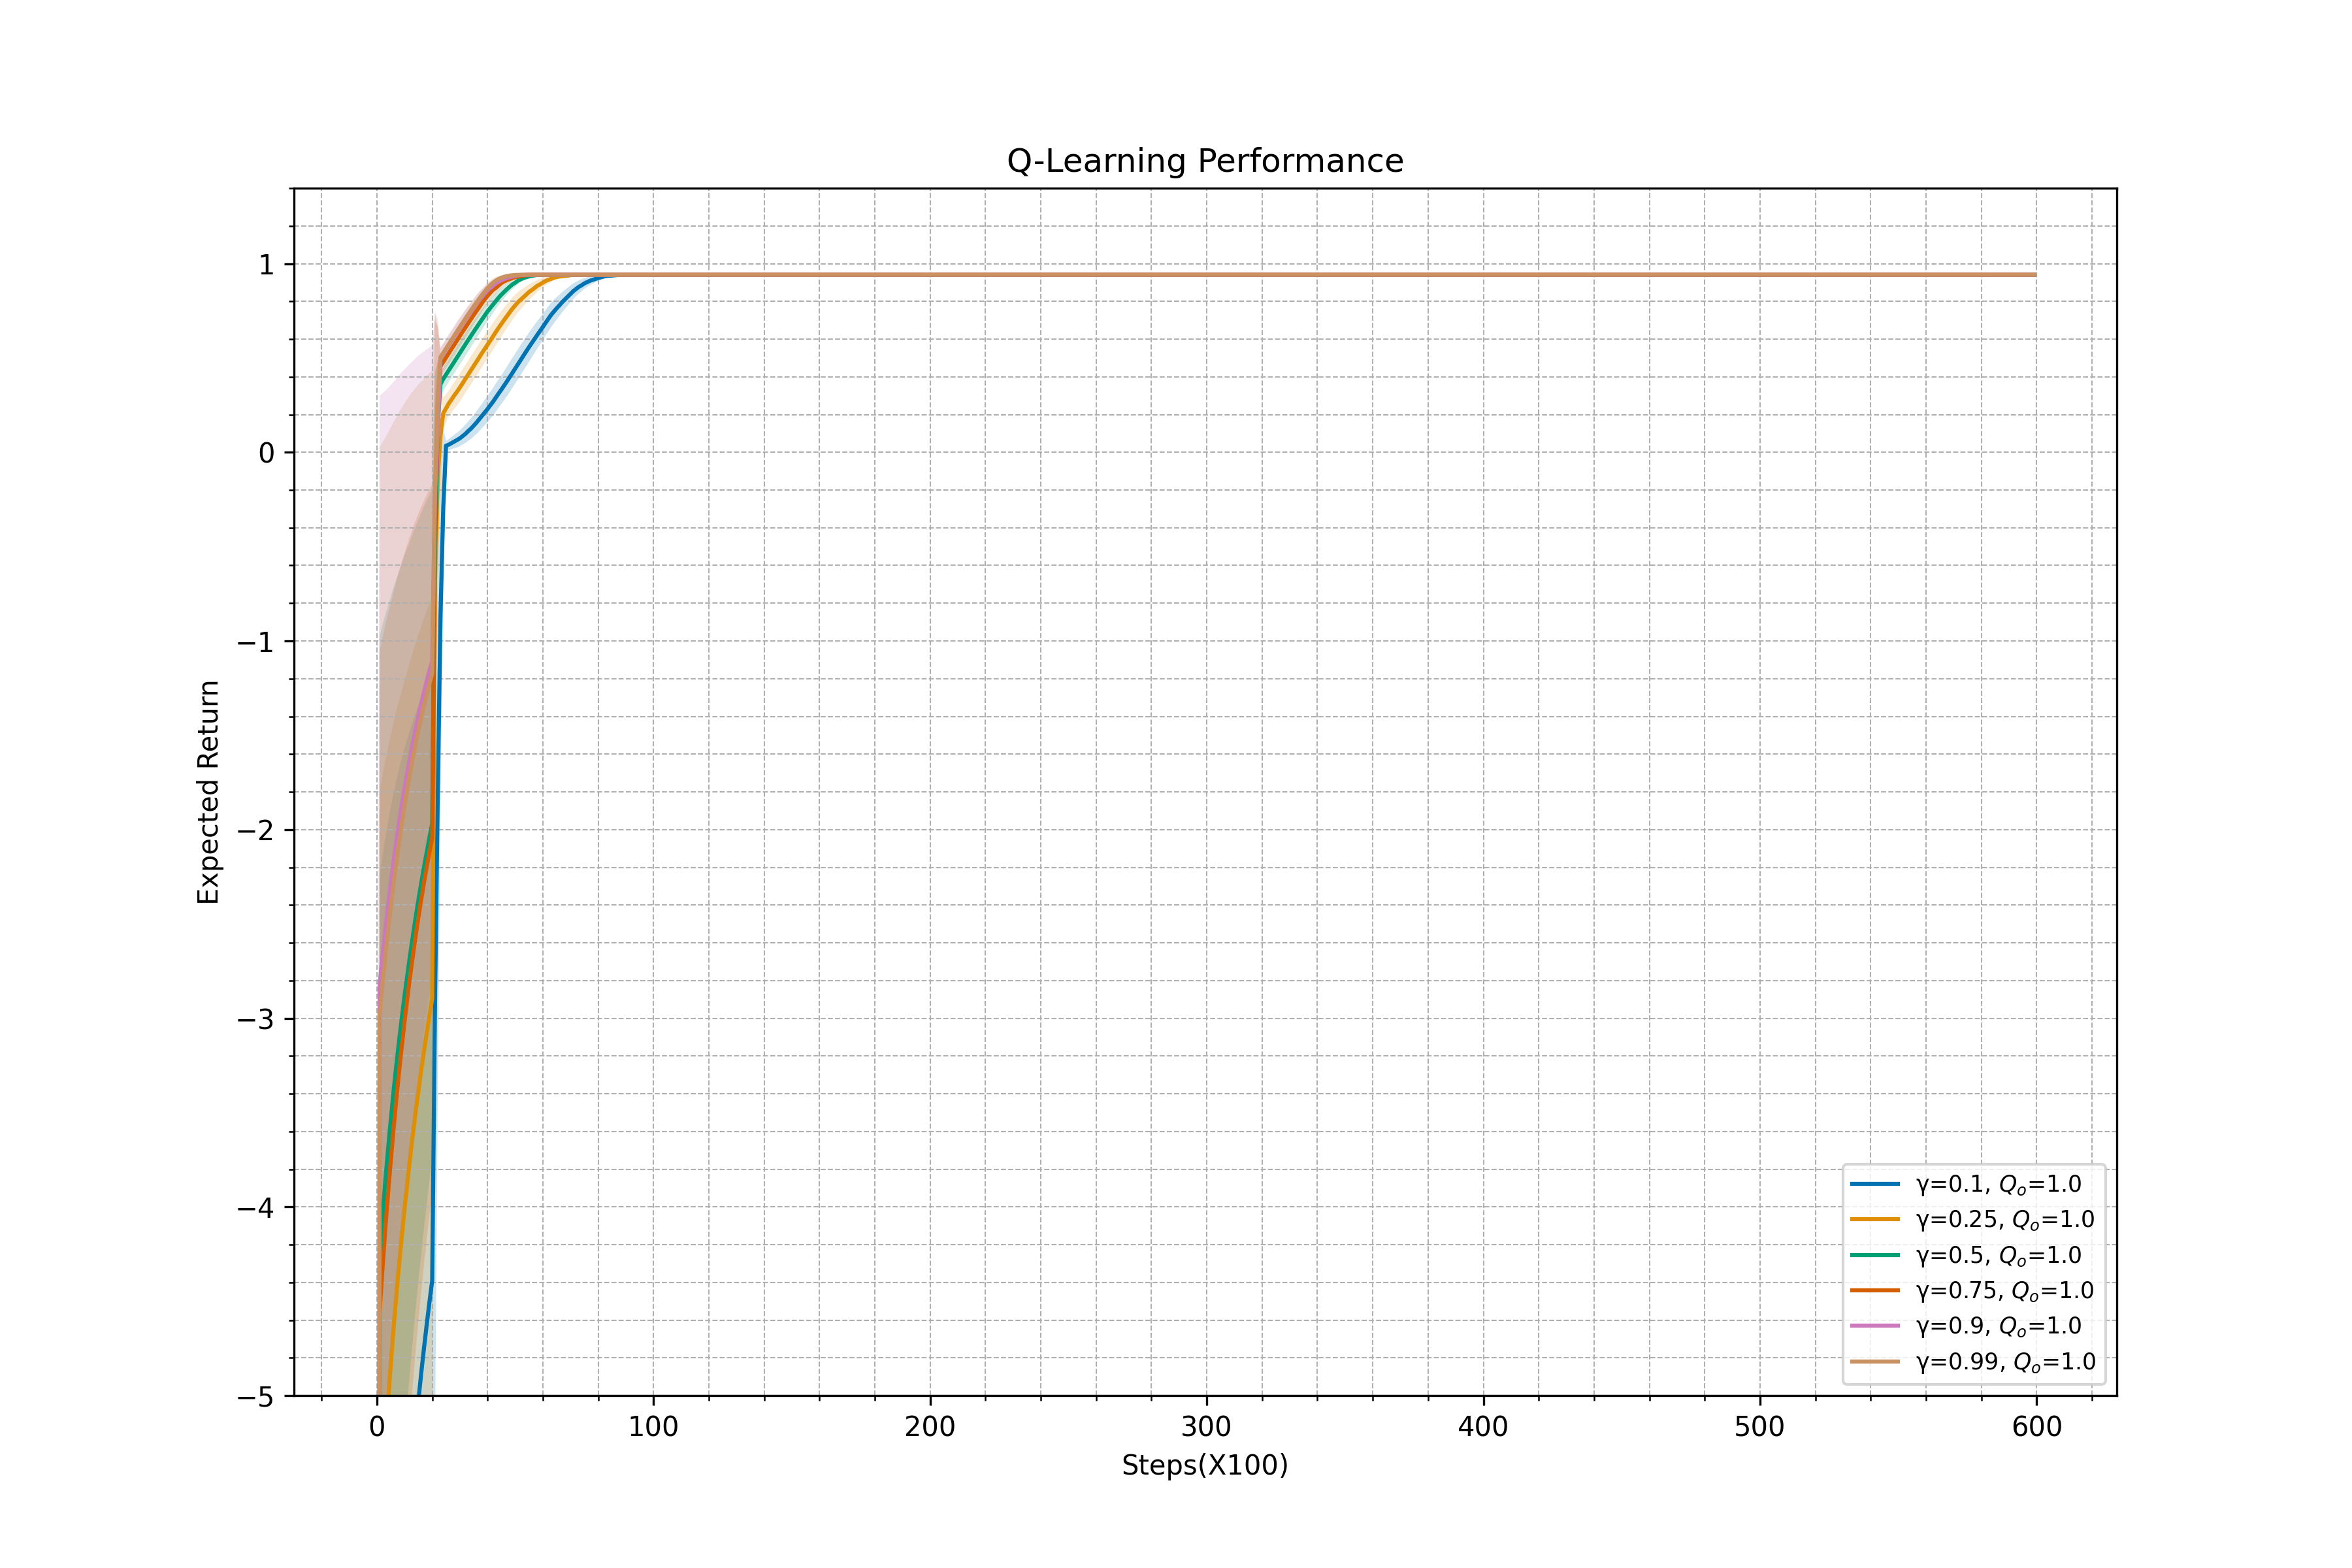 Q-Learning Performance
Expected Return
1
0
−1
−2
−3
−4
−5
0 100 200 300 400 500 600
Steps(X100)
γ=0.1, Qₒ=1.0
γ=0.25, Qₒ=1.0
γ=0.5, Qₒ=1.0
γ=0.75, Qₒ=1.0
γ=0.9, Qₒ=1.0
γ=0.99, Qₒ=1.0